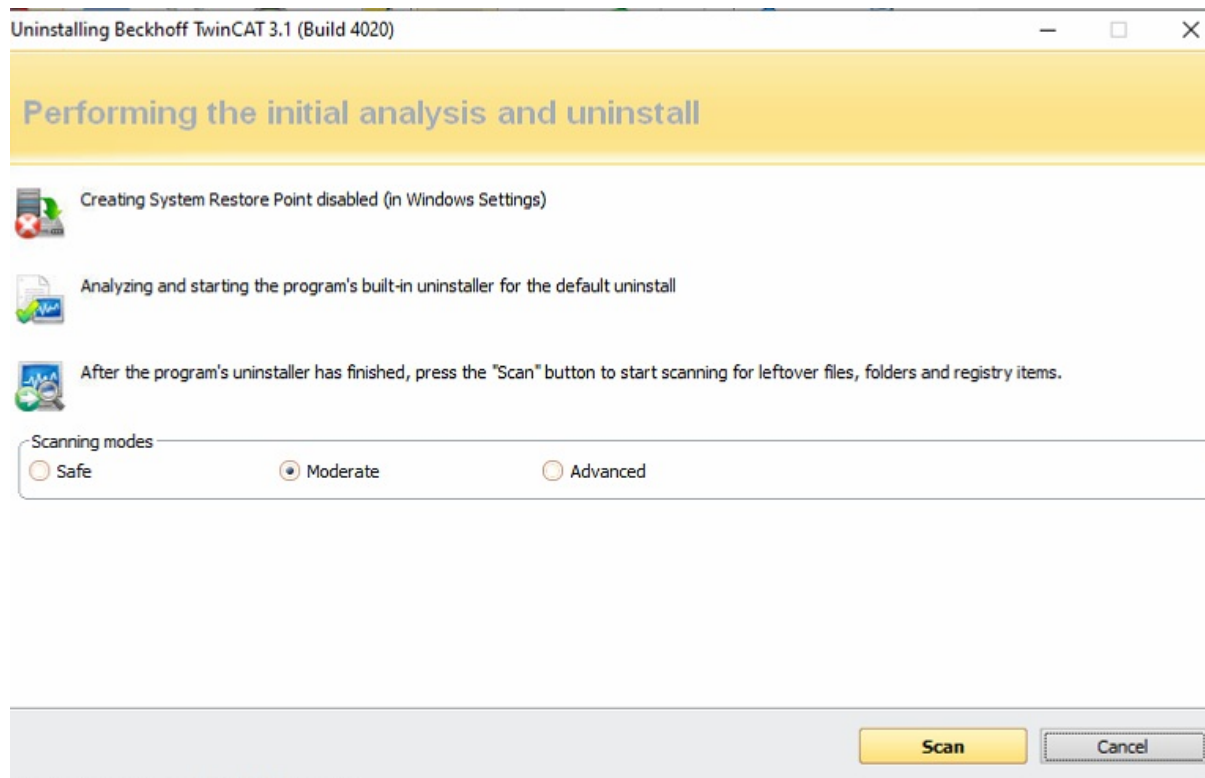 Uninstalling Beckhoff TwinCAT 3.1 (Build 4020)
Performing the initial analysis and uninstall
Creating System Restore Point disabled (in Windows Settings)
Analyzing and starting the program's built-in uninstaller for the default uninstall
After the program's uninstaller has finished, press the "Scan" button to start scanning for leftover files, folders and registry items.
Scanning modes
Safe Moderate Advanced
Scan Cancel